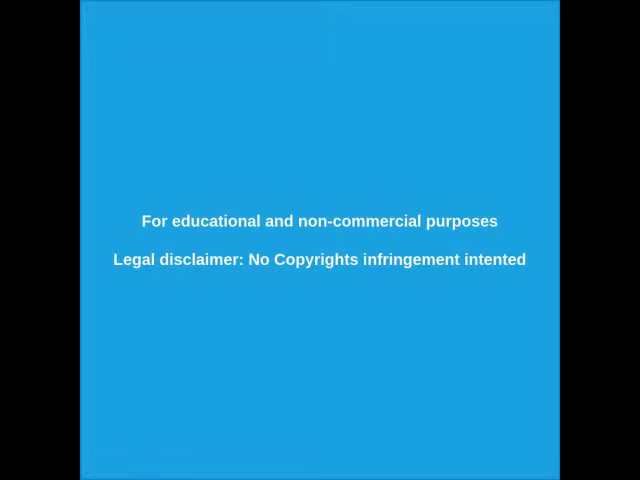 For educational and non-commercial purposes
Legal disclaimer: No Copyrights infringement intented